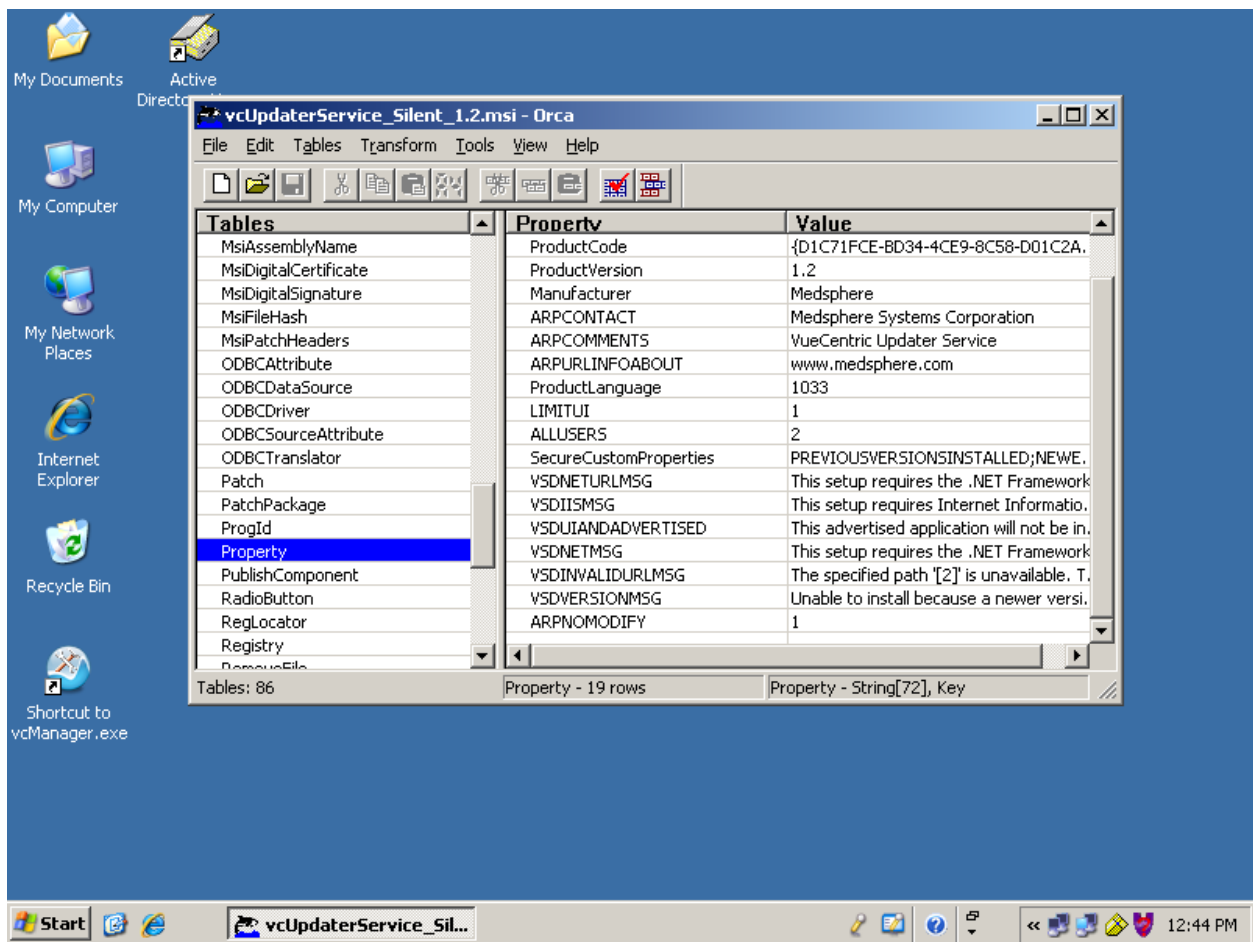 My Documents
Active
Directo
vcUpdaterService_Silent_1.2.msi - Orca
File Edit Tables Transform Tools View Help
My Computer
My Network
Places
Internet
Explorer
Recycle Bin
Shortcut to
vcManager.exe
Tables Property Value
MsiAssemblyName ProductCode {D1C71FCE-BD34-4CE9-8C58-D01C2A.
MsiDigitalCertificate ProductVersion 1.2
MsiDigitalSignature Manufacturer Medsphere
MsiFileHash ARPCONTACT Medsphere Systems Corporation
MsiPatchHeaders ARPCOMMENTS VueCentric Updater Service
ODBCAttribute ARPURLINFOABOUT www.medsphere.com
ODBCDataSource ProductLanguage 1033
ODBCDriver LIMITUI 1
ODBCSourceAttribute ALLUSERS 2
ODBCTranslator SecureCustomProperties PREVIOUSVERSIONSINSTALLED;NEWE.
Patch VSDNETURLMSG This setup requires the .NET Framework
PatchPackage VSDIISMSG This setup requires Internet Informatio.
ProgId VSDUIANDADVERTISED This advertised application will not be in.
Property VSDNETMSG This setup requires the .NET Framework
PublishComponent VSDINVALIDURLMSG The specified path '[2]' is unavailable. T.
RadioButton VSDVERSIONMSG Unable to install because a newer versi.
RegLocator ARPNOMODIFY 1
Registry
RemoveFile
Tables: 86 Property - 19 rows Property - String[72], Key
Start vcUpdaterService_Sil... « 12:44 PM